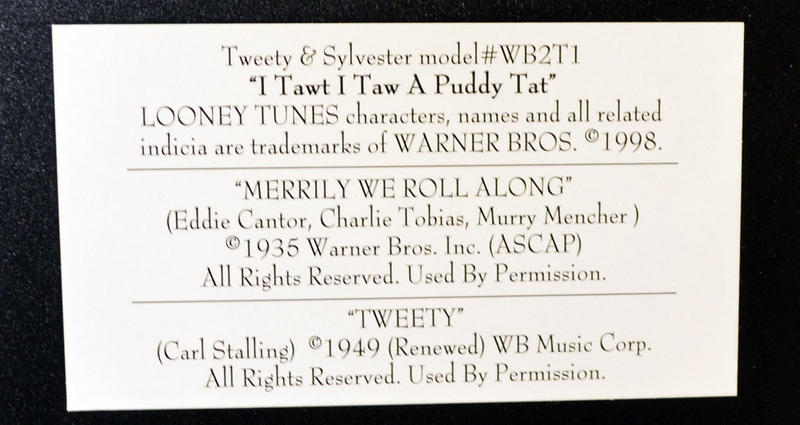 Tweety & Sylvester model#WB2T1
"I Tawt I Taw A Puddy Tat"
LOONEY TUNES characters, names and all related
indicia are trademarks of WARNER BROS. ©1998.
"MERRILY WE ROLL ALONG"
(Eddie Cantor, Charlie Tobias, Murry Mencher )
©1935 Warner Bros. Inc. (ASCAP)
All Rights Reserved. Used By Permission.
"TWEETY"
(Carl Stalling) ©1949 (Renewed) WB Music Corp.
All Rights Reserved. Used By Permission.